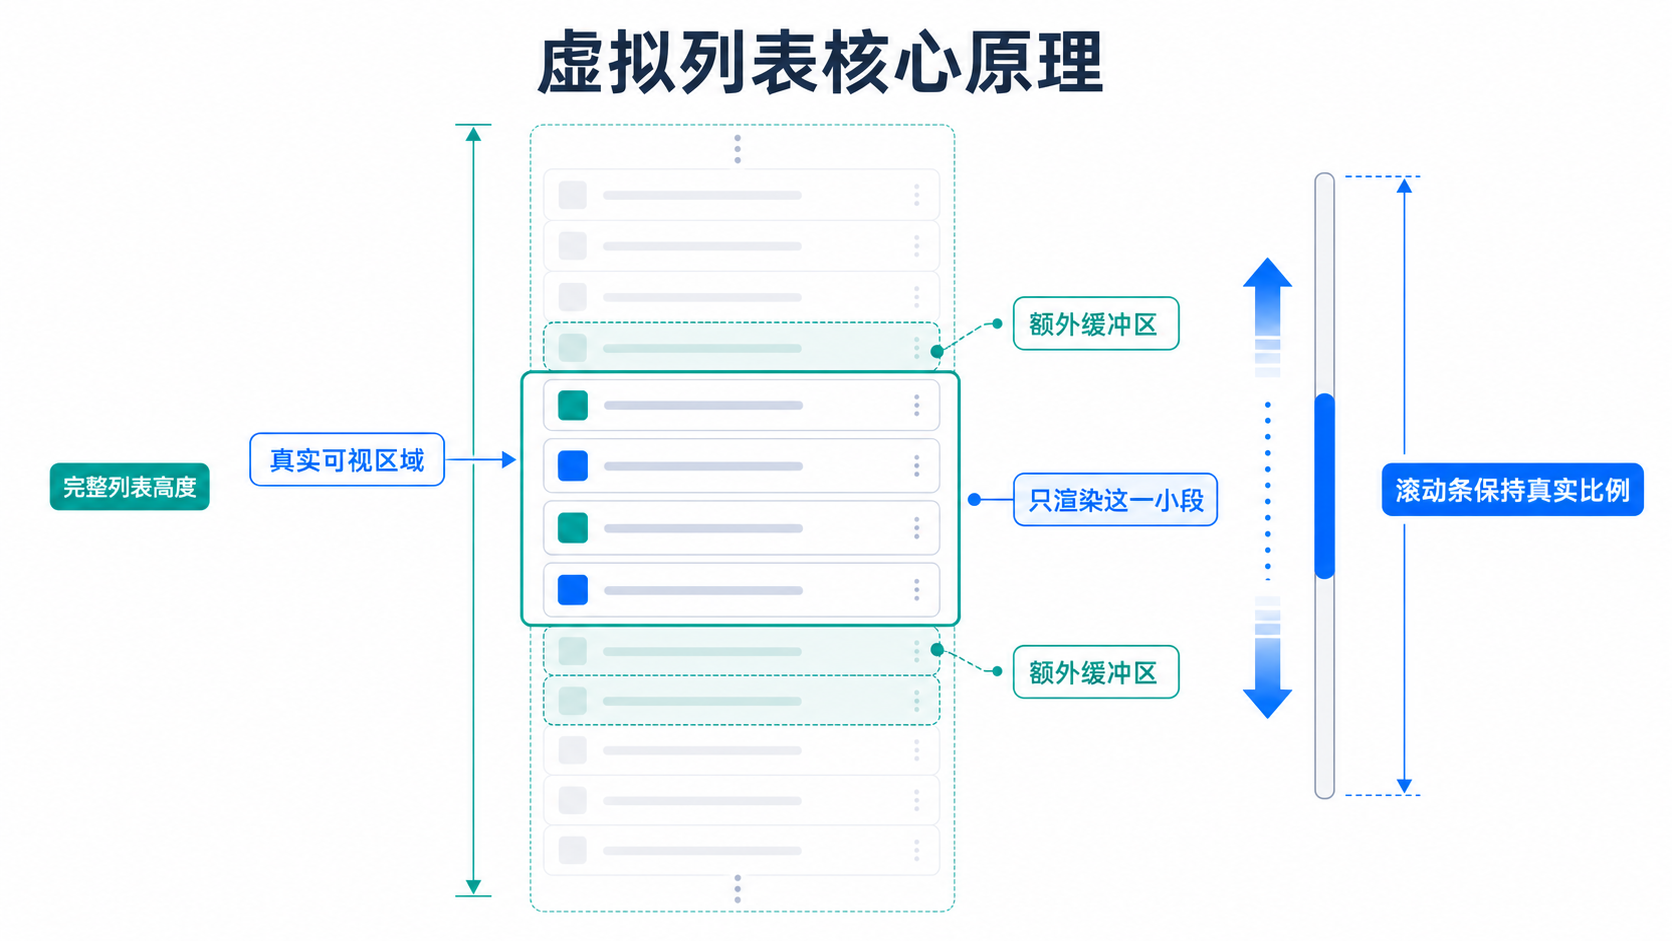 虚拟列表核心原理
额外缓冲区
真实可视区域
完整列表高度
只渲染这一小段
滚动条保持真实比例
额外缓冲区